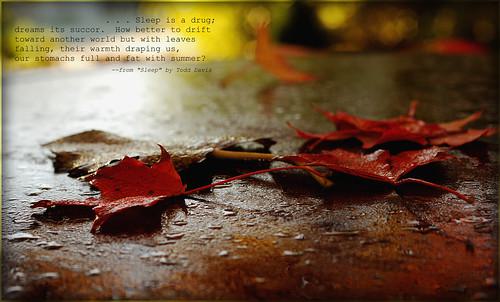 . . . Sleep is a drug;
dreams its succor.  How better to drift
toward another world but with leaves
falling, their warmth draping us,
our stomachs full and fat with summer?
--from "Sleep" by Todd Davis